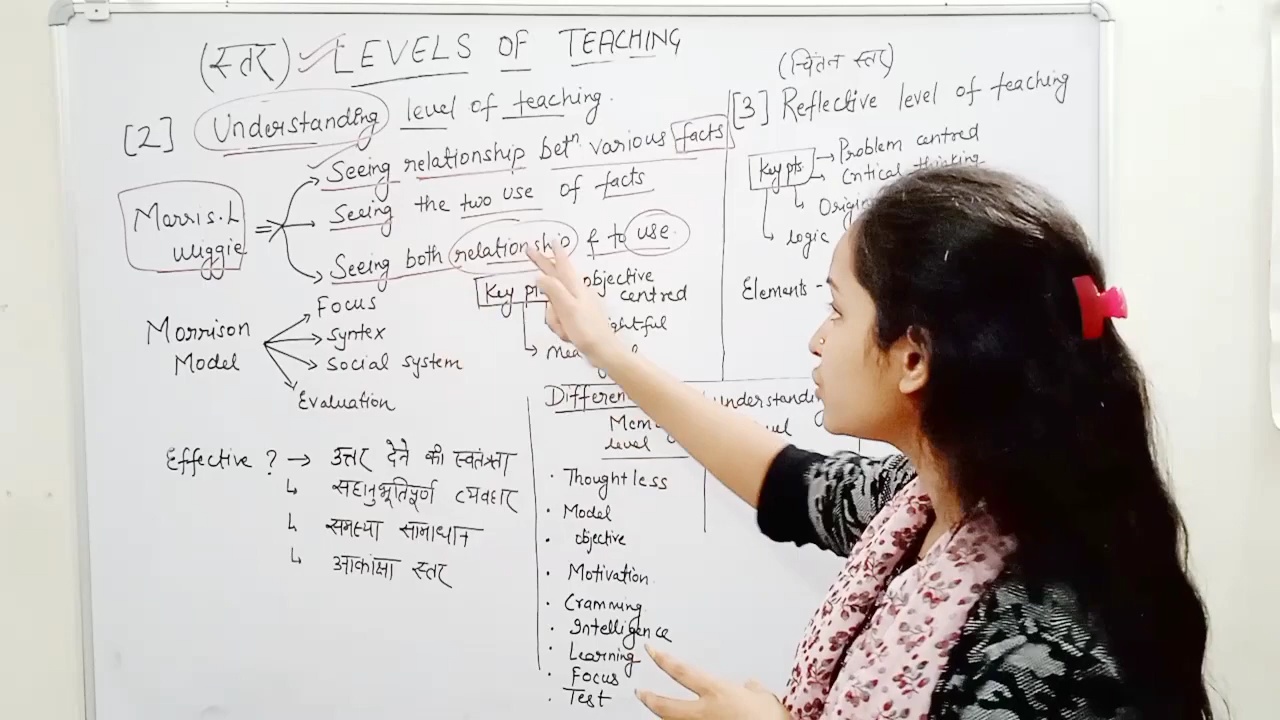 (स्तर) LEVELS OF TEACHING
[2] Understanding level of teaching.
Morris.L
wiggie
Seeing relationship betⁿ various facts
Seeing the two use of facts
Seeing both relationship & to use.
Key
objective
centred
Morrison
Model
Focus
Syntex
Social system
Evaluation
Effective ? → उत्तर देने की स्वतंत्रता
सहानुभूतिपूर्ण व्यवहार
समस्या सामाधान
आकांक्षा स्तर
(चिंतन स्तर)
[3] Reflective level of teaching
Key pts.
Problem centred
Critical thinking
logic
Elements -
understanding
level
· Thoughtless
· Model
· objective
· Motivation
· Cramming
· Intelligence
· Learning
· Focus
· Test